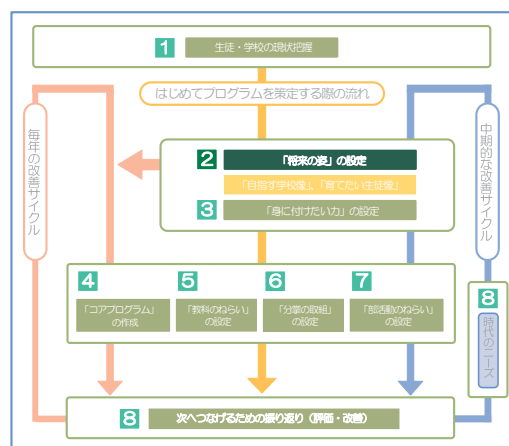 1 生徒・学校の現状把握
はじめてプログラムを策定する際の流れ
毎年の改善サイクル
中期的な改善サイクル
2 「将来の姿」の設定
「目指す学校像」、「育てたい生徒像」
3 「身に付けたい力」の設定
4
「コアプログラム」
の作成
5
「教科のねらい」
の設定
6
「分掌の取組」
の設定
7
「部活動のねらい」
の設定
8
時代のニーズ
8 次へつなげるための振り返り（評価・改善）